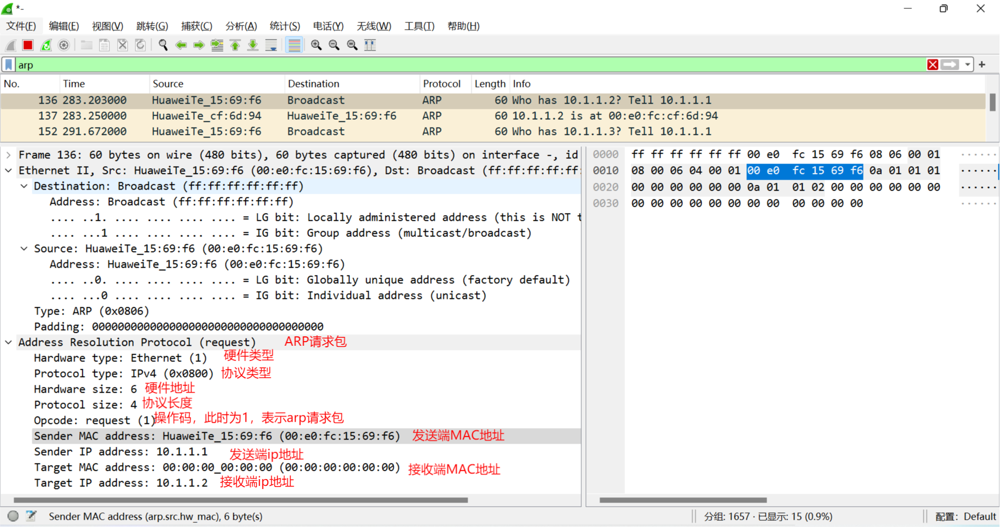 *-
文件(F) 编辑(E) 视图(V) 跳转(G) 捕获(C) 分析(A) 统计(S) 电话(Y) 无线(W) 工具(T) 帮助(H)
arp
No. Time Source Destination Protocol Length Info
136 283.203000 HuaweiTe_15:69:f6 Broadcast ARP 60 Who has 10.1.1.2? Tell 10.1.1.1
137 283.250000 HuaweiTe_cf:6d:94 HuaweiTe_15:69:f6 ARP 60 10.1.1.2 is at 00:e0:fc:cf:6d:94
152 291.672000 HuaweiTe_15:69:f6 Broadcast ARP 60 Who has 10.1.1.3? Tell 10.1.1.1
Frame 136: 60 bytes on wire (480 bits), 60 bytes captured (480 bits) on interface -, id
Ethernet II, Src: HuaweiTe_15:69:f6 (00:e0:fc:15:69:f6), Dst: Broadcast (ff:ff:ff:ff:ff:
Destination: Broadcast (ff:ff:ff:ff:ff:ff)
Address: Broadcast (ff:ff:ff:ff:ff:ff)
.... ..1. .... .... .... .... = LG bit: Locally administered address (this is NOT t
.... ...1 .... .... .... .... = IG bit: Group address (multicast/broadcast)
Source: HuaweiTe_15:69:f6 (00:e0:fc:15:69:f6)
Address: HuaweiTe_15:69:f6 (00:e0:fc:15:69:f6)
.... ..0. .... .... .... .... = LG bit: Globally unique address (factory default)
.... ...0 .... .... .... .... = IG bit: Individual address (unicast)
Type: ARP (0x0806)
Padding: 000000000000000000000000000000000000
Address Resolution Protocol (request) ARP请求包
Hardware type: Ethernet (1) 硬件类型
Protocol type: IPv4 (0x0800) 协议类型
Hardware size: 6 硬件地址
Protocol size: 4 协议长度
Opcode: request (1) 操作码，此时为1，表示arp请求包
Sender MAC address: HuaweiTe_15:69:f6 (00:e0:fc:15:69:f6) 发送端MAC地址
Sender IP address: 10.1.1.1 发送端ip地址
Target MAC address: 00:00:00_00:00:00 (00:00:00:00:00:00) 接收端MAC地址
Target IP address: 10.1.1.2 接收端ip地址
0000 ff ff ff ff ff ff 00 e0 fc 15 69 f6 08 06 00 01 ······
0010 08 00 06 04 00 01 00 e0 fc 15 69 f6 0a 01 01 01 ······
0020 00 00 00 00 00 00 0a 01 01 02 00 00 00 00 00 00 ······
0030 00 00 00 00 00 00 00 00 00 00 00 00 ······
Sender MAC address (arp.src.hw_mac), 6 byte(s) 分组: 1657 · 已显示: 15 (0.9%) 配置: Default